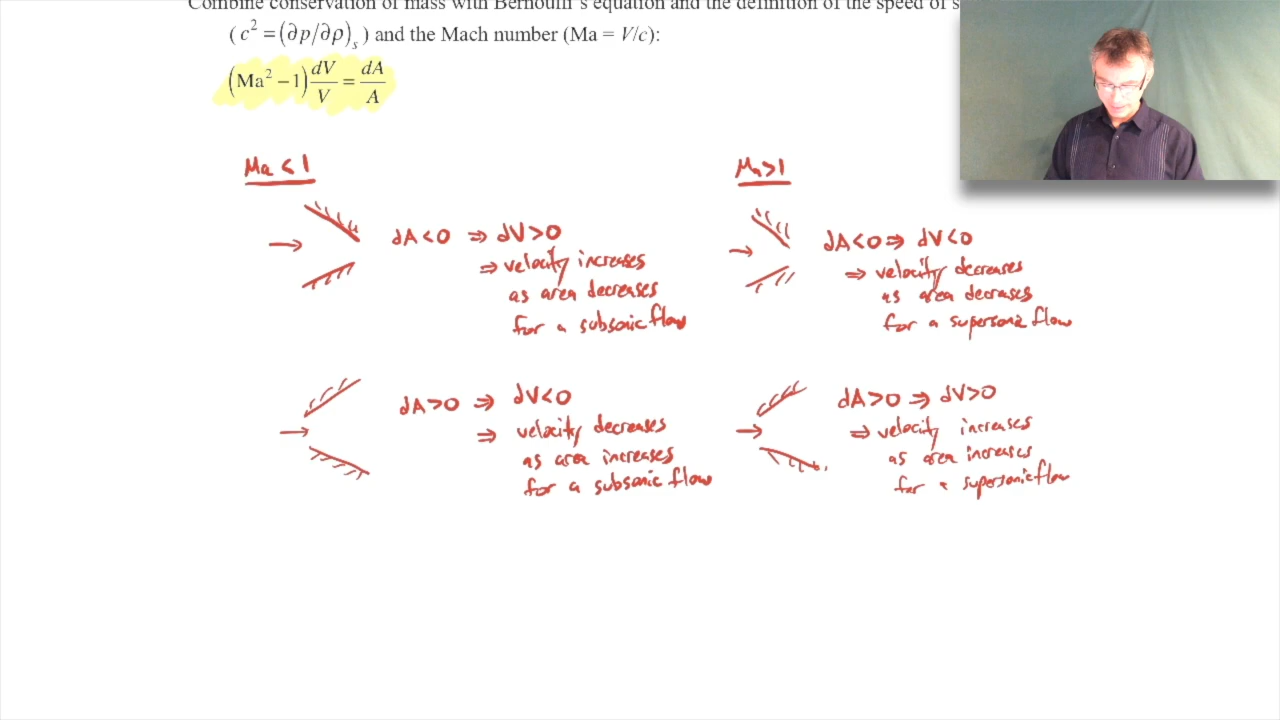 Combine conservation of mass with Bernoulli's equation and the definition of the speed of
(c² = (∂p/∂ρ)ₛ) and the Mach number (Ma = V/c):
(Ma² − 1) dV/V = dA/A
Ma < 1
dA < 0 ⇒ dV > 0
⇒ velocity increases
as area decreases
for a subsonic flow
dA > 0 ⇒ dV < 0
⇒ velocity decreases
as area increases
for a subsonic flow
Ma > 1
dA < 0 ⇒ dV < 0
⇒ velocity decreases
as area decreases
for a supersonic flow
dA > 0 ⇒ dV > 0
⇒ velocity increases
as area increases
for a supersonic flow